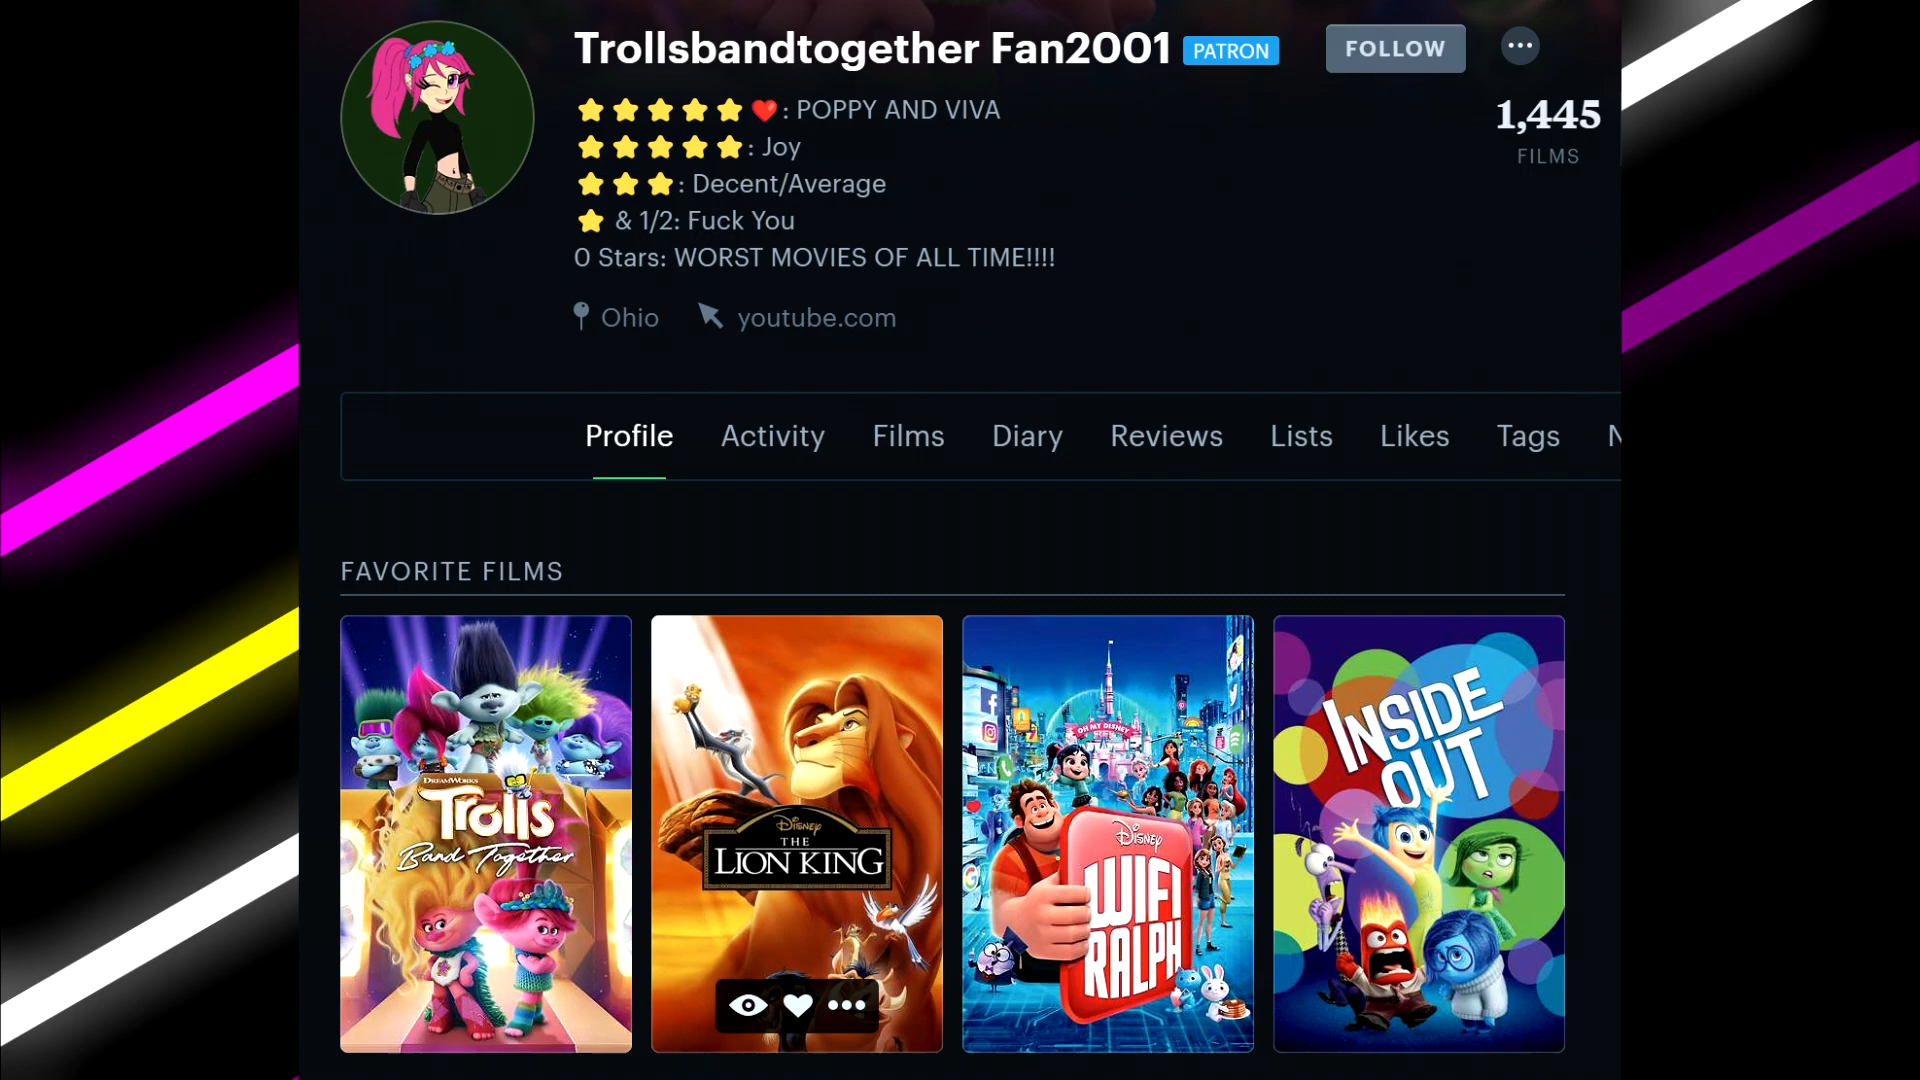 Trollsbandtogether Fan2001 PATRON FOLLOW
⭐⭐⭐⭐⭐❤️: POPPY AND VIVA
⭐⭐⭐⭐⭐: Joy
⭐⭐⭐: Decent/Average
⭐ & 1/2: Fuck You
0 Stars: WORST MOVIES OF ALL TIME!!!!
1,445
FILMS
Ohio youtube.com
Profile Activity Films Diary Reviews Lists Likes Tags N
FAVORITE FILMS
DREAMWORKS
Trolls
Band Together
Disney
THE
LION KING
OH MY DISNEY
Disney
WIFI
RALPH
INSIDE
OUT